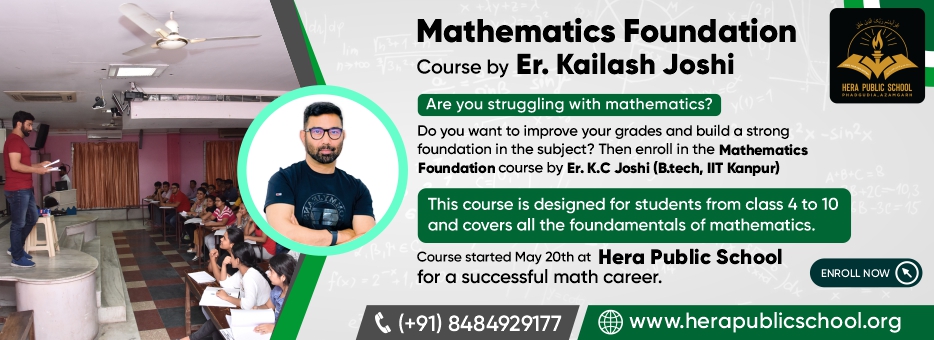 Mathematics Foundation
Course by Er. Kailash Joshi
HERA PUBLIC SCHOOL
Are you struggling with mathematics?
Do you want to improve your grades and build a strong
foundation in the subject? Then enroll in the Mathematics
Foundation course by Er. K.C Joshi (B.tech, IIT Kanpur)
This course is designed for students from class 4 to 10
and covers all the foundamentals of mathematics.
Course started May 20th at Hera Public School
for a successful math career.
ENROLL NOW
(+91) 8484929177
www.herapublicschool.org